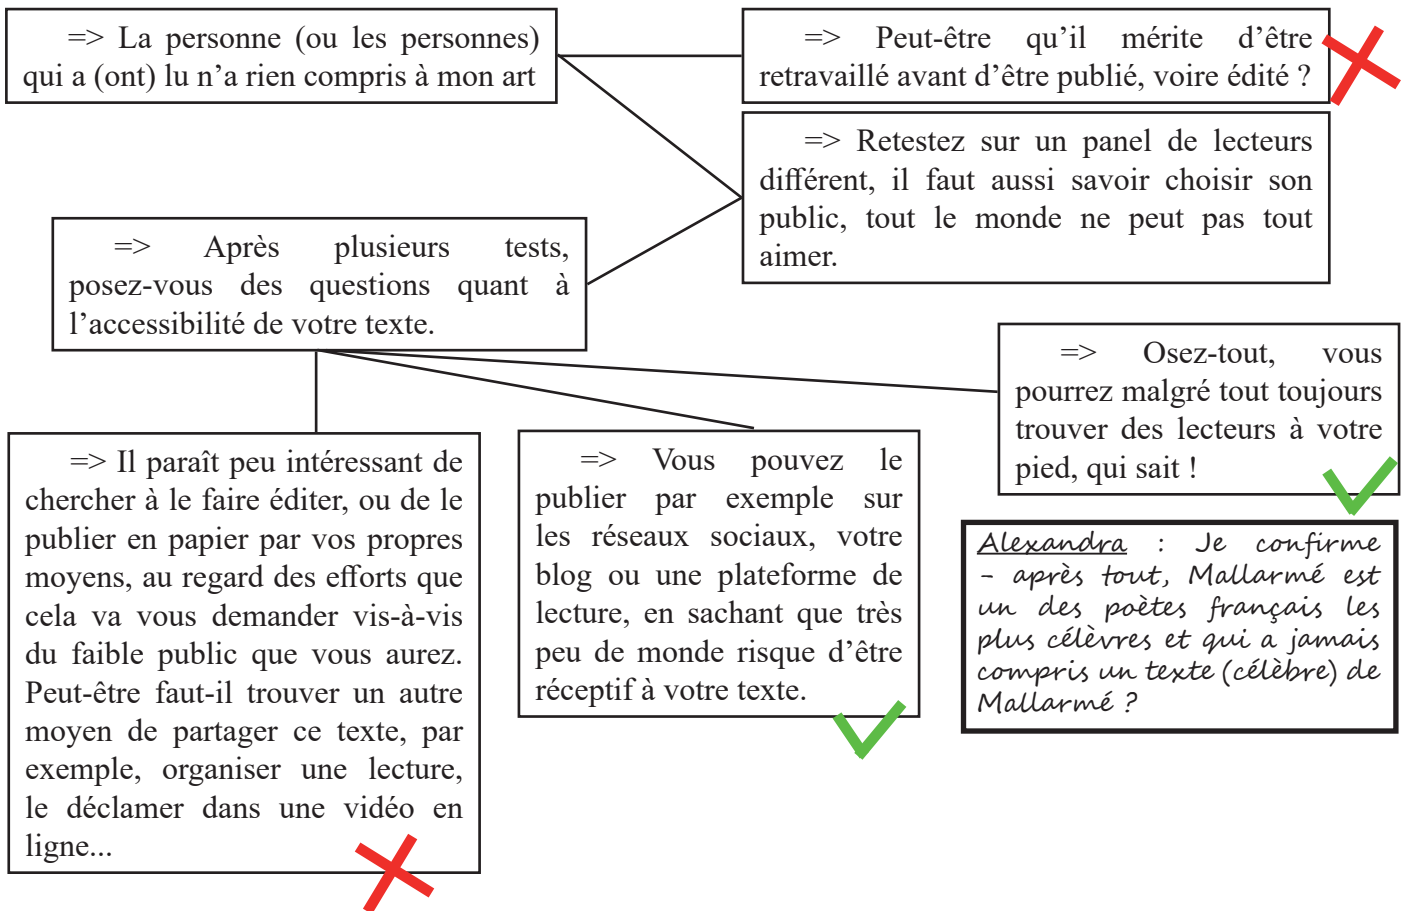 => La personne (ou les personnes)
qui a (ont) lu n’a rien compris à mon art
=> Peut-être qu’il mérite d’être
retravaillé avant d’être publié, voire édité ?
=> Retestez sur un panel de lecteurs
différent, il faut aussi savoir choisir son
public, tout le monde ne peut pas tout
aimer.
=> Après plusieurs tests,
posez-vous des questions quant à
l’accessibilité de votre texte.
=> Osez-tout, vous
pourrez malgré tout toujours
trouver des lecteurs à votre
pied, qui sait !
=> Il paraît peu intéressant de
chercher à le faire éditer, ou de le
publier en papier par vos propres
moyens, au regard des efforts que
cela va vous demander vis-à-vis
du faible public que vous aurez.
Peut-être faut-il trouver un autre
moyen de partager ce texte, par
exemple, organiser une lecture,
le déclamer dans une vidéo en
ligne...
=> Vous pouvez le
publier par exemple sur
les réseaux sociaux, votre
blog ou une plateforme de
lecture, en sachant que très
peu de monde risque d’être
réceptif à votre texte.
Alexandra : Je confirme
- après tout, Mallarmé est
un des poètes français les
plus célèvres et qui a jamais
compris un texte (célèbre) de
Mallarmé ?